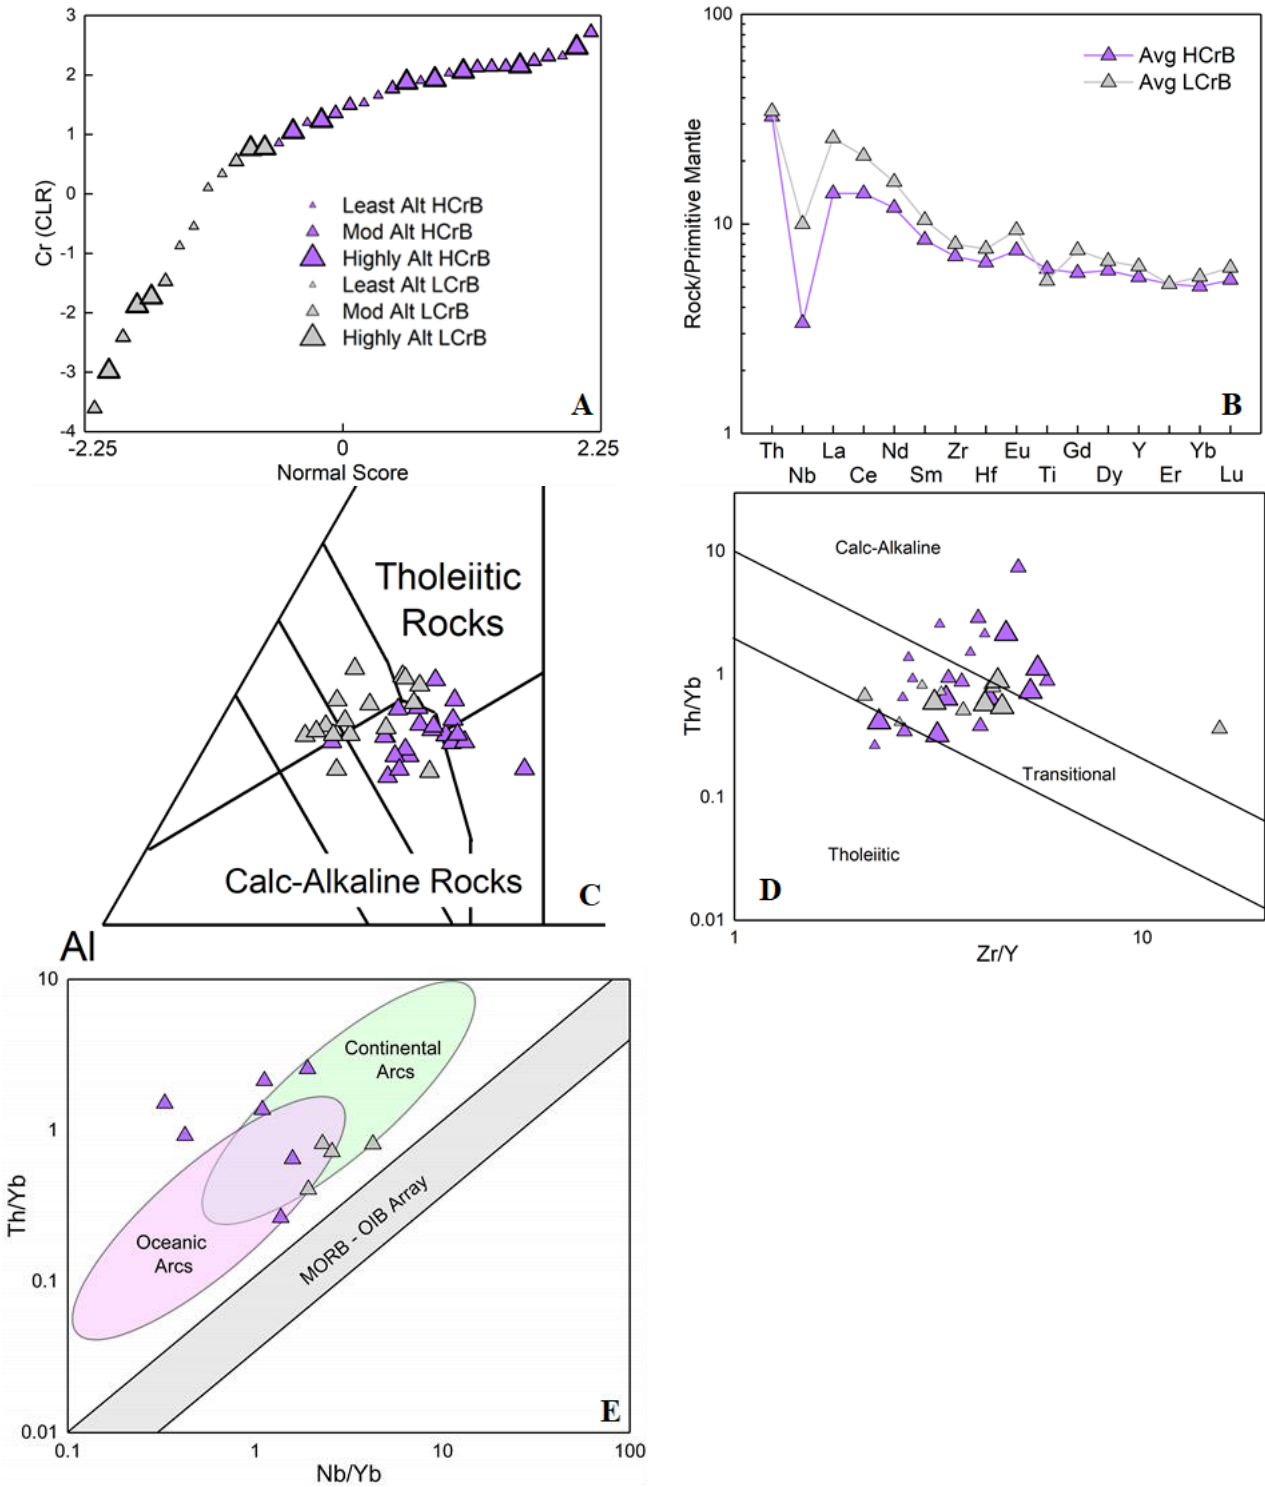 3
2
1
0
-1
-2
-3
-4
Cr (CLR)
-2.25
0
2.25
Normal Score
Least Alt HCrB
Mod Alt HCrB
Highly Alt HCrB
Least Alt LCrB
Mod Alt LCrB
Highly Alt LCrB
A
100
10
1
Rock/Primitive Mantle
Avg HCrB
Avg LCrB
B
Th
La
Nd
Zr
Eu
Gd
Y
Yb
Nb
Ce
Sm
Hf
Ti
Dy
Er
Lu
Tholeiitic
Rocks
Calc-Alkaline Rocks
C
Al
10
1
0.1
0.01
Th/Yb
Calc-Alkaline
Transitional
Tholeiitic
D
1
10
Zr/Y
10
1
0.1
0.01
Th/Yb
Continental
Arcs
Oceanic
Arcs
MORB - OIB Array
E
0.1
1
10
100
Nb/Yb